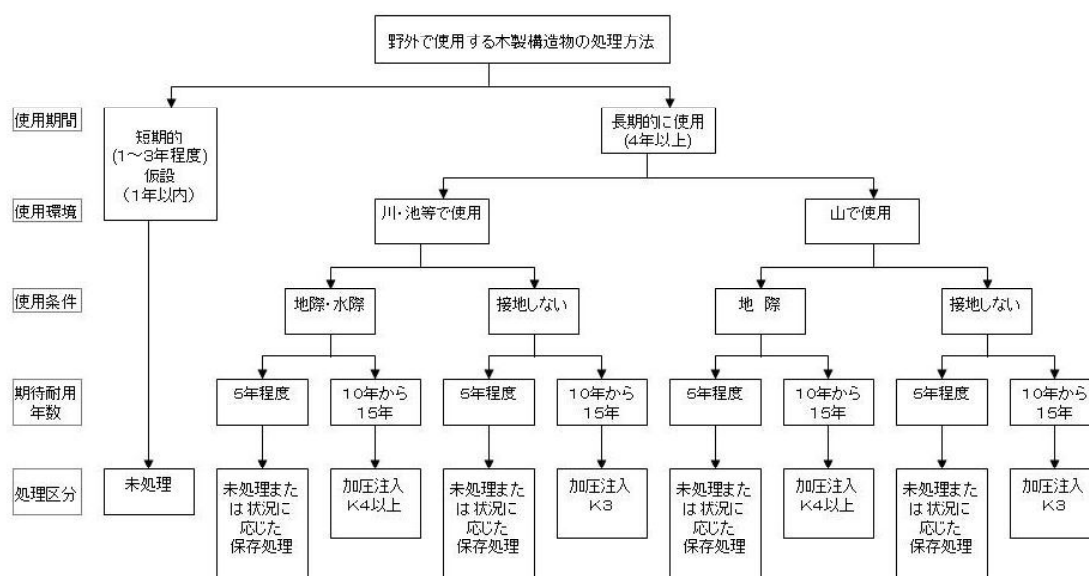 野外で使用する木製構造物の処理方法
使用期間
短期的
(1～3年程度)
仮設
(1年以内)
長期的に使用
(4年以上)
使用環境
川・池等で使用
山で使用
使用条件
地際・水際
接地しない
地 際
接地しない
期待耐用
年数
5年程度
10年から
15年
5年程度
10年から
15年
5年程度
10年から
15年
5年程度
10年から
15年
処理区分
未処理
未処理また
は状況に
応じた
保存処理
加圧注入
K4以上
未処理また
は状況に
応じた
保存処理
加圧注入
K3
未処理また
は状況に
応じた
保存処理
加圧注入
K4以上
未処理また
は状況に
応じた
保存処理
加圧注入
K3